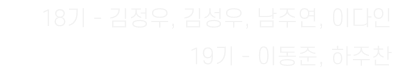 18기 - 김정우, 김성우, 남주연, 이다인
19기 - 이동준, 허주찬